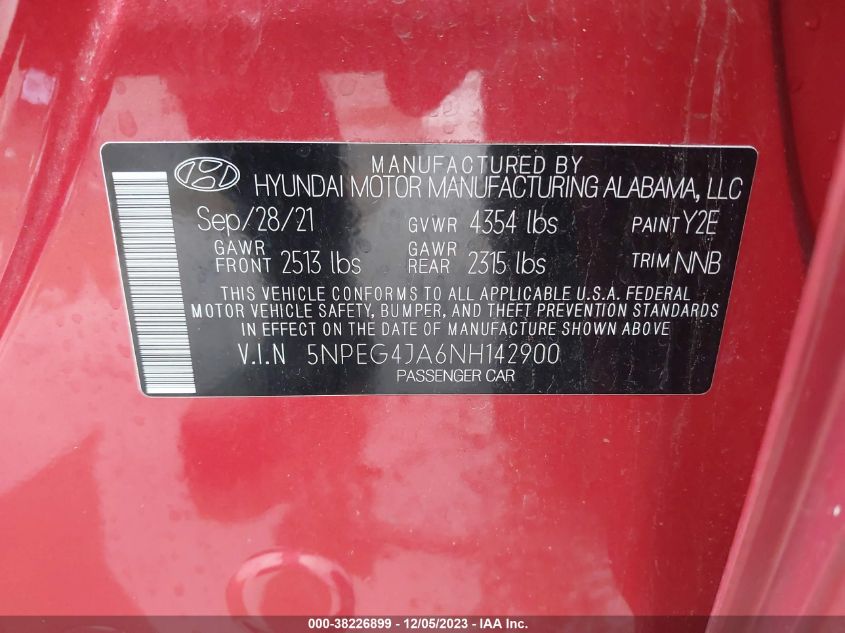 MANUFACTURED BY
HYUNDAI MOTOR MANUFACTURING ALABAMA, LLC
Sep/28/21 GVWR 4354 lbs PAINT Y2E
GAWR FRONT 2513 lbs GAWR REAR 2315 lbs TRIM NNB
THIS VEHICLE CONFORMS TO ALL APPLICABLE U.S.A. FEDERAL
MOTOR VEHICLE SAFETY, BUMPER, AND THEFT PREVENTION STANDARDS
IN EFFECT ON THE DATE OF MANUFACTURE SHOWN ABOVE.
V.I.N 5NPEG4JA6NH142900
PASSENGER CAR
000-38226899 - 12/05/2023 - IAA Inc.